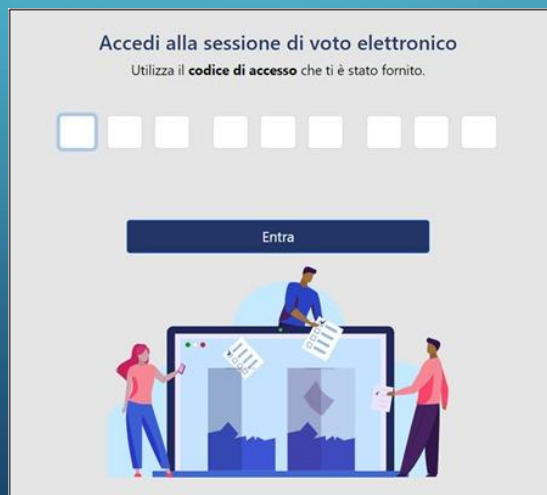 Accedi alla sessione di voto elettronico
Utilizza il codice di accesso che ti è stato fornito.
Entra